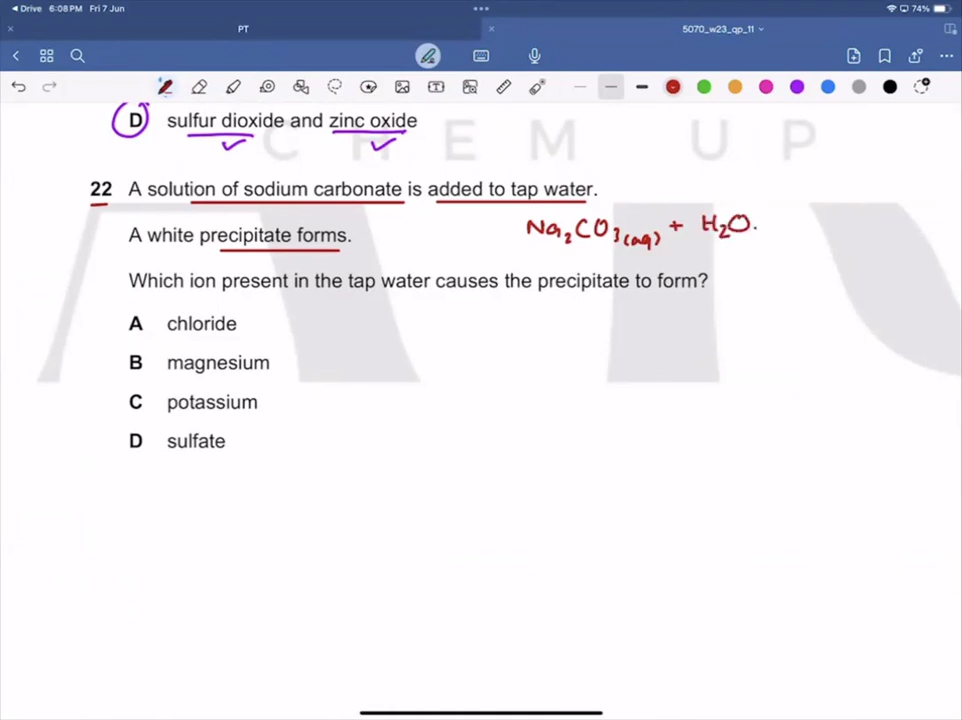 Drive 6:08 PM Fri 7 Jun 74%
PT 5070_w23_qp_11
D sulfur dioxide and zinc oxide
CHEM UP
22 A solution of sodium carbonate is added to tap water.
Na₂CO₃(aq) + H₂O.
A white precipitate forms.
Which ion present in the tap water causes the precipitate to form?
A chloride
B magnesium
C potassium
D sulfate